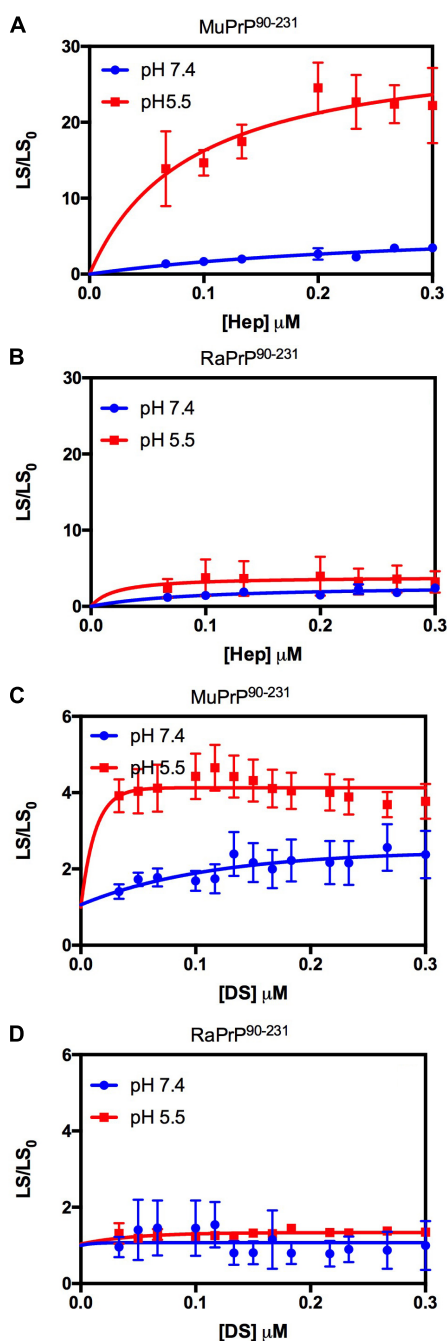 A
MuPrP90-231
30
20
10
0
LS/LS0
pH 7.4
pH5.5
0.0
0.1
0.2
0.3
[Hep] μM
B
RaPrP90-231
30
20
10
0
LS/LS0
pH 7.4
pH 5.5
0.0
0.1
0.2
0.3
[Hep] μM
C
MuPrP90-231
6
4
2
0
LS/LS0
pH 7.4
pH 5.5
0.0
0.1
0.2
0.3
[DS] μM
D
RaPrP90-231
6
4
2
0
LS/LS0
pH 7.4
pH 5.5
0.0
0.1
0.2
0.3
[DS] μM